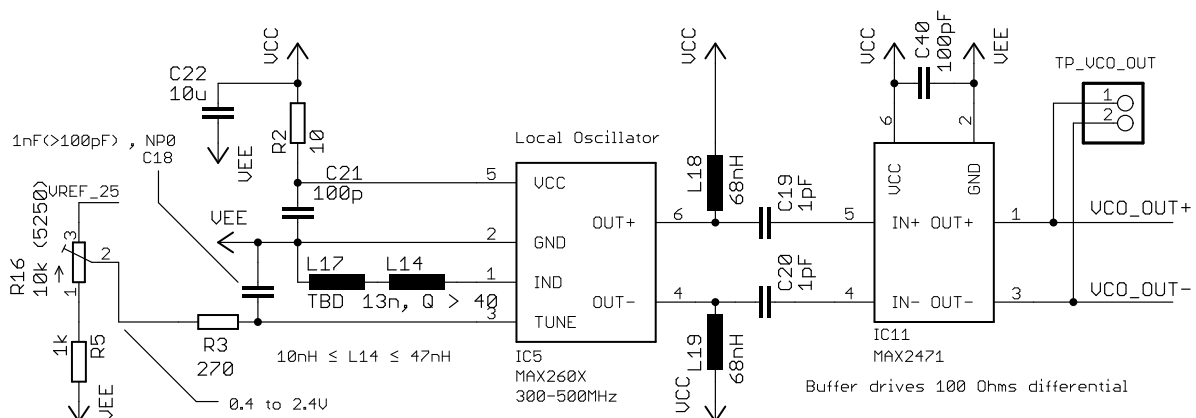 VCC
C22
10u
VEE
R2
10
1nF(>100pF) , NP0
C18
VREF_25
C21
100p
VEE
R16
10k (5250)
3
2
1
L17
TBD
L14
13n, Q > 40
R3
270
1k
R5
VEE
10nH ≤ L14 ≤ 47nH
0.4 to 2.4V
Local Oscillator
5
VCC
2
GND
1
IND
3
TUNE
OUT+
6
OUT-
4
IC5
MAX260X
300-500MHz
VCC
L18
68nH
C19
1pF
C20
1pF
L19
68nH
VCC
VCC
C40
100pF
VEE
6
2
VCC
GND
5
IN+
OUT+
1
4
IN-
OUT-
3
IC11
MAX2471
Buffer drives 100 Ohms differential
TP_VCO_OUT
1
2
VCO_OUT+
VCO_OUT-